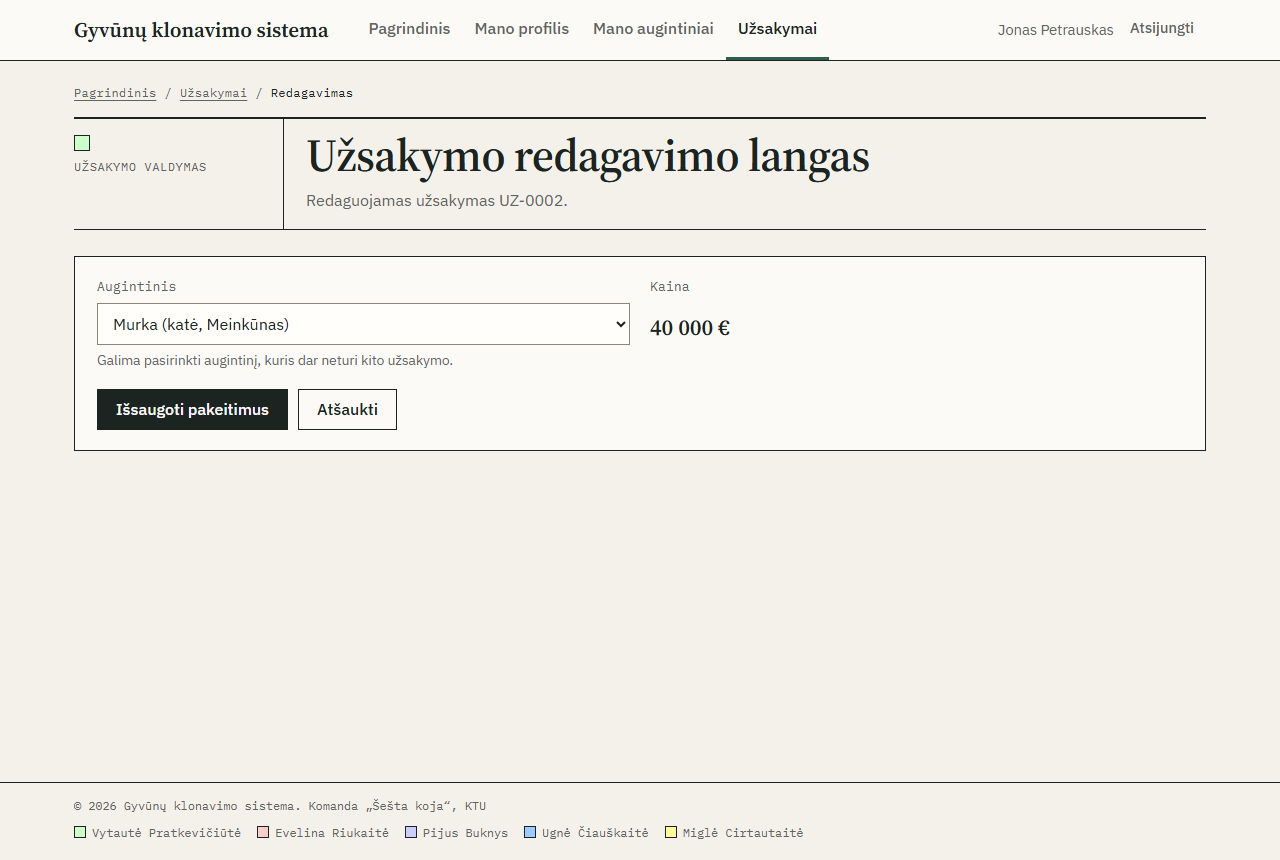 Gyvūnų klonavimo sistema Pagrindinis Mano profilis Mano augintiniai Užsakymai Jonas Petrauskas Atsijungti
Pagrindinis / Užsakymai / Redagavimas
UŽSAKYMO VALDYMAS
Užsakymo redagavimo langas
Redaguojamas užsakymas UZ-0002.
Augintinis
Murka (katė, Meinkūnas)
Galima pasirinkti augintinį, kuris dar neturi kito užsakymo.
Kaina
40 000 €
Išsaugoti pakeitimus Atšaukti
© 2026 Gyvūnų klonavimo sistema. Komanda „Šešta koja“, KTU
Vytautė Pratkevičiūtė Evelina Riukaitė Pijus Buknys Ugnė Čiauškaitė Miglė Cirtautaitė